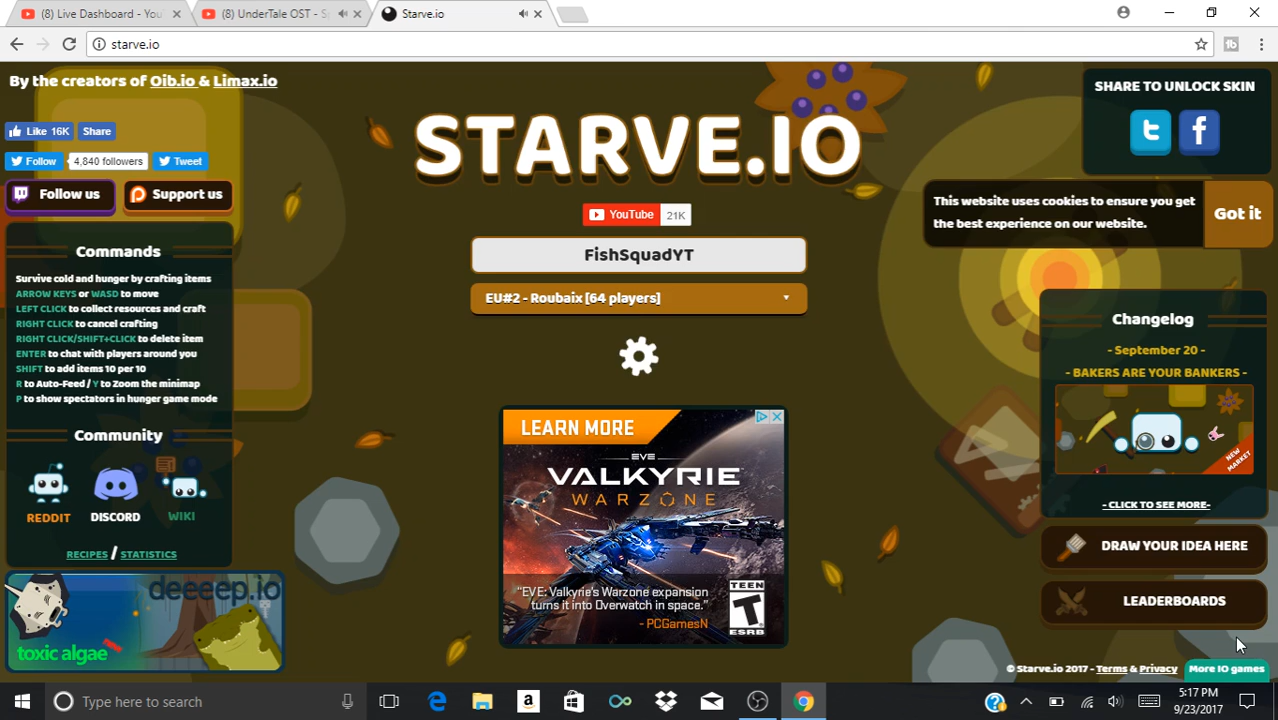 (8) Live Dashboard - You
(8) UnderTale OST - S
Starve.io
starve.io
By the creators of Oib.io & Limax.io
Like 16K Share
Follow 4,840 followers Tweet
Follow us Support us
Commands
Survive cold and hunger by crafting items
ARROW KEYS or WASD to move
LEFT CLICK to collect resources and craft
RIGHT CLICK to cancel crafting
RIGHT CLICK/SHIFT+CLICK to delete item
ENTER to chat with players around you
SHIFT to add items 10 per 10
R to Auto-Feed / Y to Zoom the minimap
P to show spectators in hunger game mode
Community
REDDIT DISCORD WIKI
RECIPES / STATISTICS
deeeep.io
toxic algae
STARVE.IO
YouTube 21K
FishSquadYT
EU#2 - Roubaix [64 players]
LEARN MORE
EVE
VALKYRIE
WARZONE
“EVE: Valkyrie's Warzone expansion
turns it into Overwatch in space.”
- PCGamesN
TEEN
T
ESRB
SHARE TO UNLOCK SKIN
This website uses cookies to ensure you get
the best experience on our website.
Got it
Changelog
- September 20 -
- BAKERS ARE YOUR BANKERS -
NEW
MARKET
- CLICK TO SEE MORE-
DRAW YOUR IDEA HERE
LEADERBOARDS
© Starve.io 2017 - Terms & Privacy
More IO games
Type here to search
5:17 PM
9/23/2017